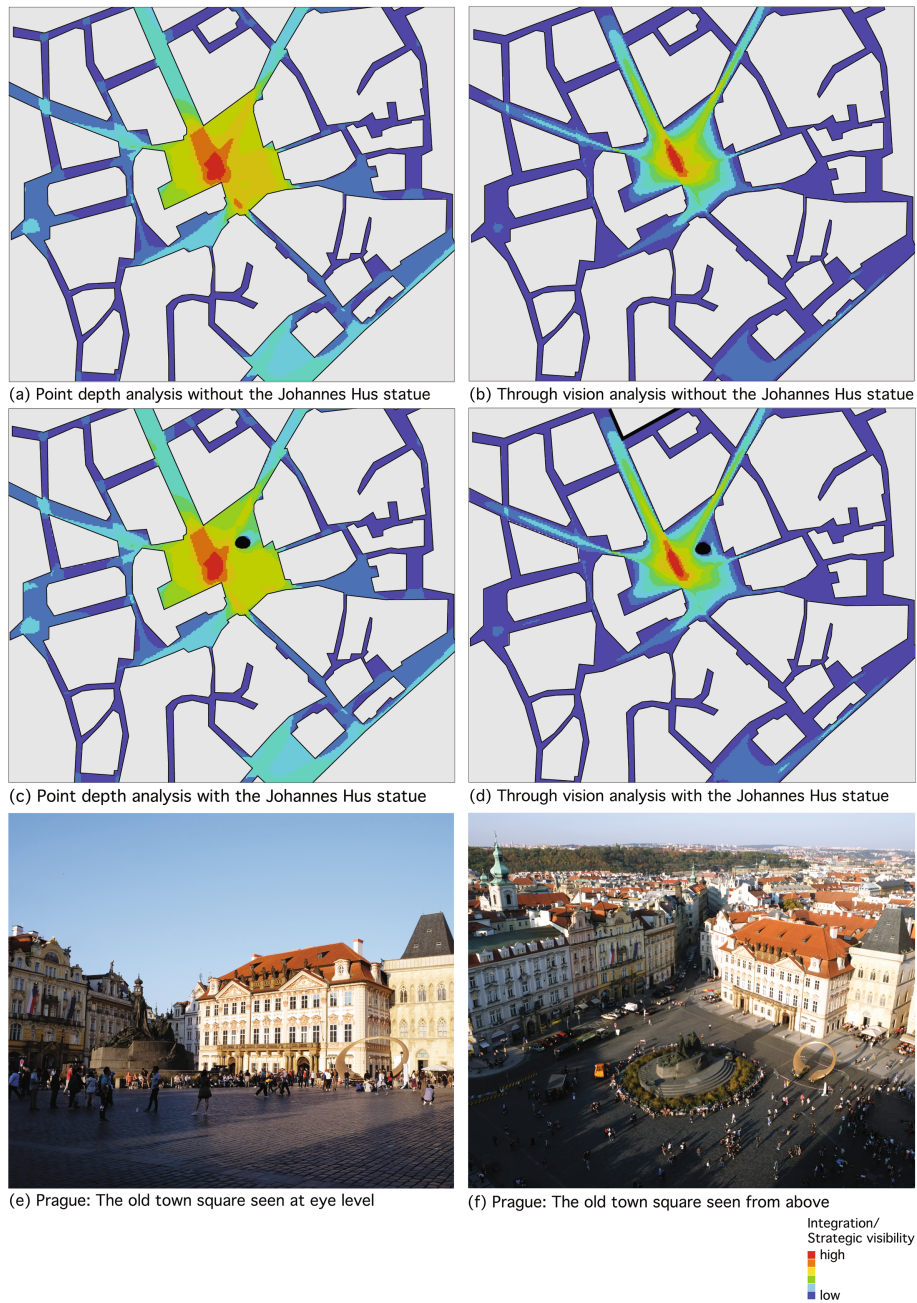 (a) Point depth analysis without the Johannes Hus statue
(b) Through vision analysis without the Johannes Hus statue
(c) Point depth analysis with the Johannes Hus statue
(d) Through vision analysis with the Johannes Hus statue
(e) Prague: The old town square seen at eye level
(f) Prague: The old town square seen from above
Integration/
Strategic visibility
high
low